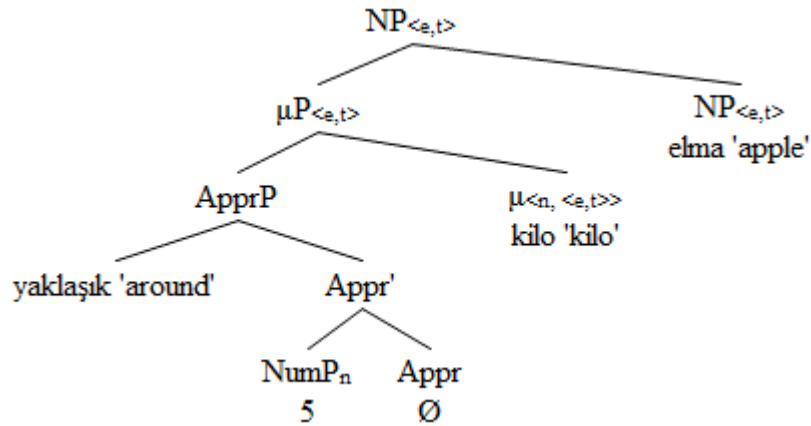 NP<e,t>
μP<e,t> NP<e,t>
elma 'apple'
ApprP μ<n, <e,t>>
kilo 'kilo'
yaklaşık 'around' Appr'
NumPn Appr
5 Ø